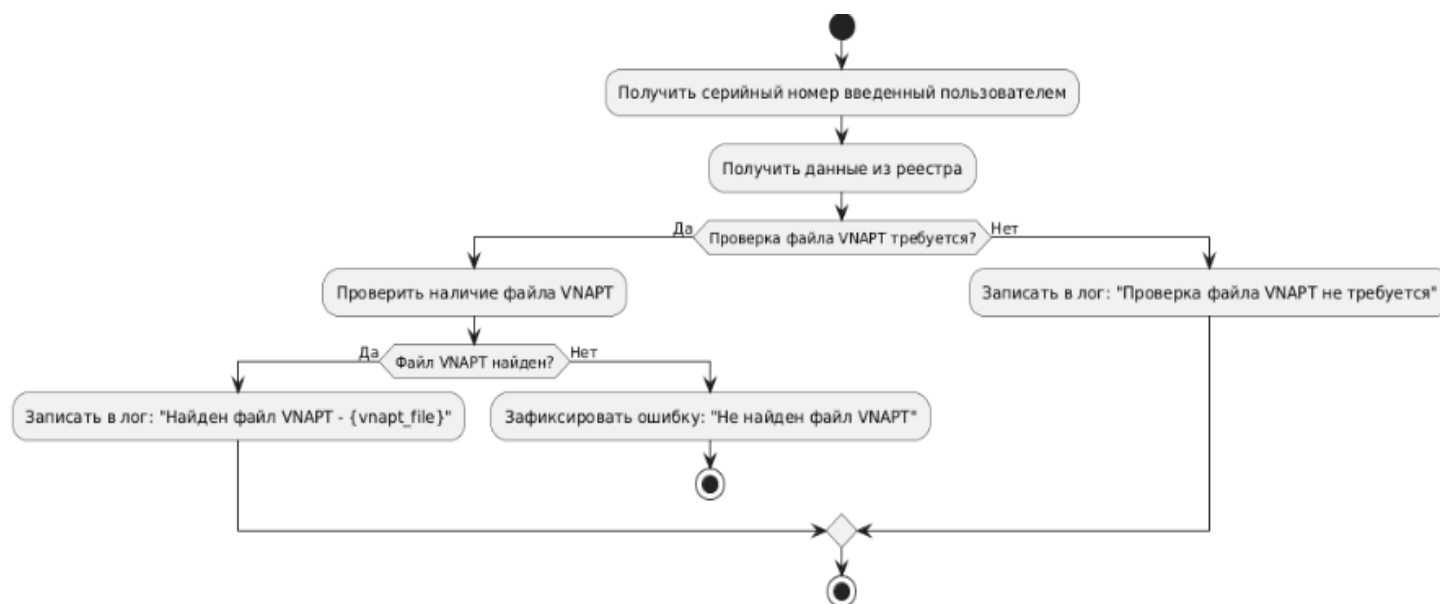 Получить серийный номер введенный пользователем
Получить данные из реестра
Да
Проверка файла VNAPT требуется?
Нет
Проверить наличие файла VNAPT
Записать в лог: "Проверка файла VNAPT не требуется"
Да
Файл VNAPT найден?
Нет
Записать в лог: "Найден файл VNAPT - {vnapt_file}"
Зафиксировать ошибку: "Не найден файл VNAPT"